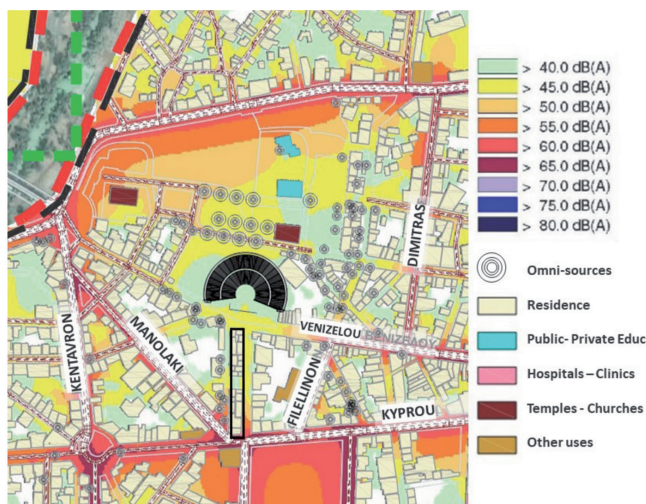 > 40.0 dB(A)
> 45.0 dB(A)
> 50.0 dB(A)
> 55.0 dB(A)
> 60.0 dB(A)
> 65.0 dB(A)
> 70.0 dB(A)
> 75.0 dB(A)
> 80.0 dB(A)
Omni-sources
Residence
Public- Private Educ
Hospitals – Clinics
Temples - Churches
Other uses
DIMITRAS
KENTAVRON
MANOLAKI
VENIZELOU
FILELLINON
KYPROU